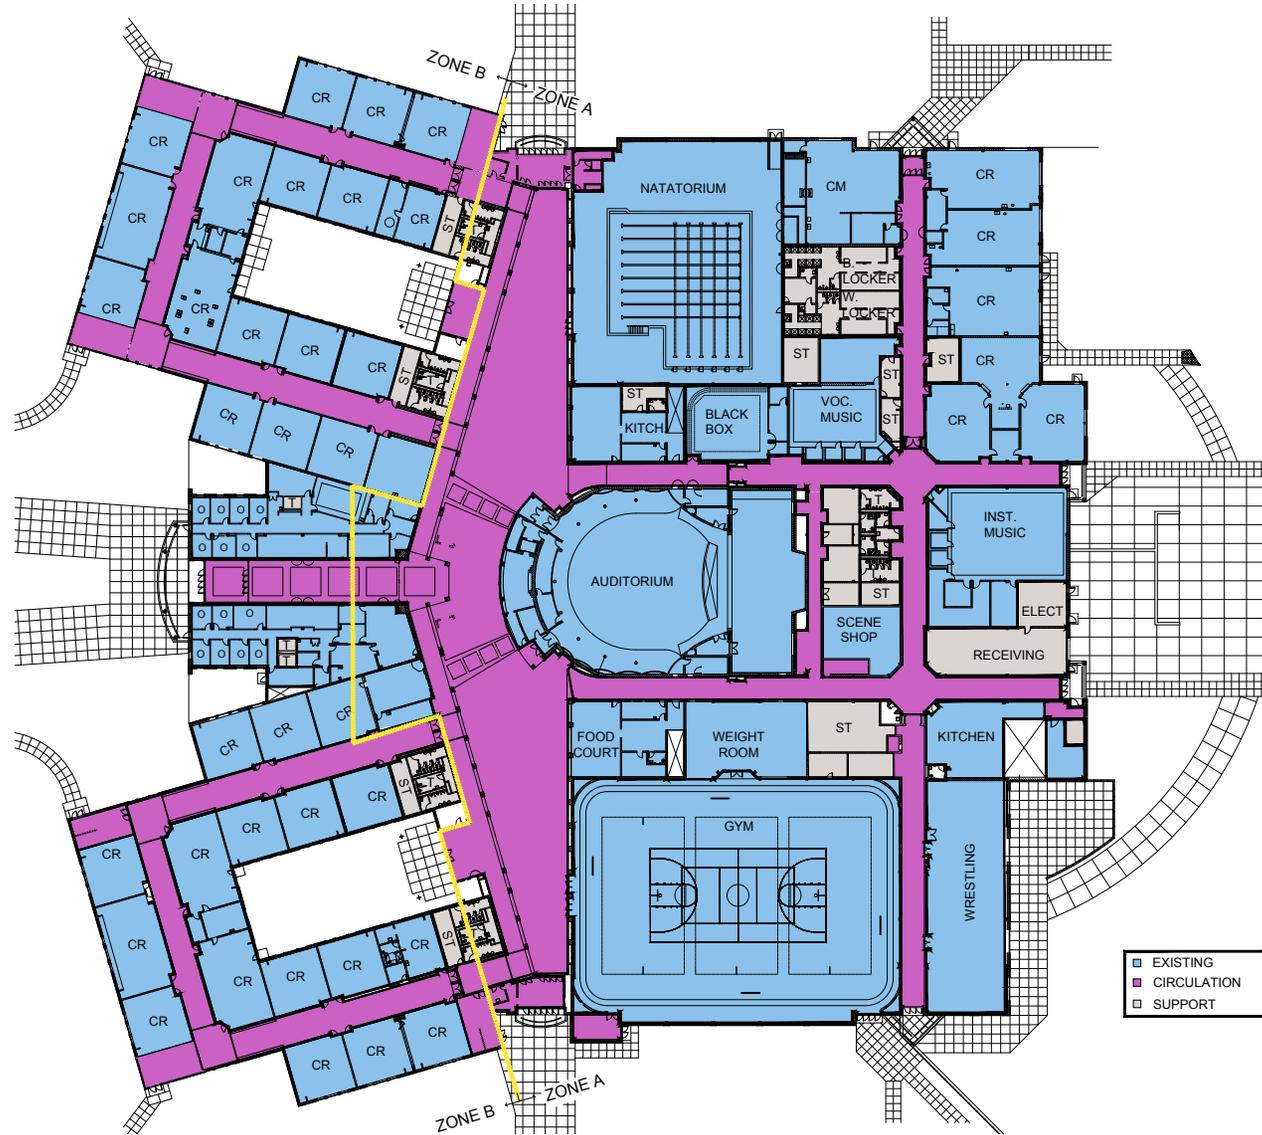 ZONE B
ZONE A
CR
CR
CR
CR
CR
CR
CR
CR
ST
CR
CR
CR
CR
CR
CR
ST
T
CR
CR
CR
NATATORIUM
CM
CR
B.
LOCKER
W.
LOCKER
CR
CR
ST
ST
ST
CR
ST
KITCH
BLACK
BOX
VOC.
MUSIC
ST
CR
CR
T
T
INST.
MUSIC
AUDITORIUM
ST
SCENE
SHOP
ELECT
RECEIVING
T
T
CR
CR
CR
FOOD
COURT
WEIGHT
ROOM
ST
KITCHEN
CR
ST
T
CR
CR
CR
CR
GYM
WRESTLING
CR
ST
CR
CR
CR
CR
CR
CR
CR
CR
EXISTING
CIRCULATION
SUPPORT
ZONE A
ZONE B